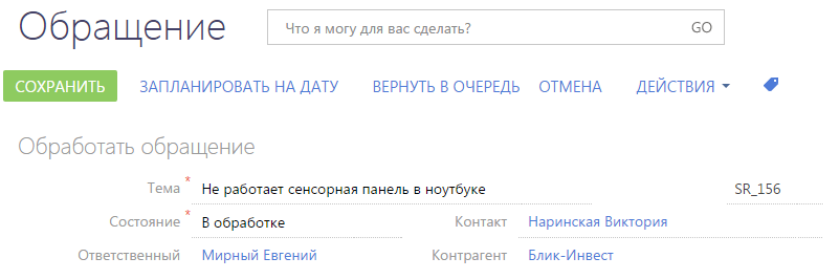 Обращение Что я могу для вас сделать? GO
СОХРАНИТЬ ЗАПЛАНИРОВАТЬ НА ДАТУ ВЕРНУТЬ В ОЧЕРЕДЬ ОТМЕНА ДЕЙСТВИЯ
Обработать обращение
Тема * Не работает сенсорная панель в ноутбуке SR_156
Состояние * В обработке Контакт Наринская Виктория
Ответственный Мирный Евгений Контрагент Блик-Инвест